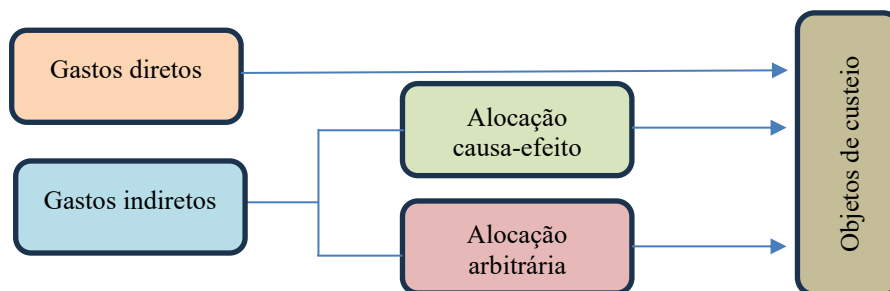 Gastos diretos
Alocação
causa-efeito
Gastos indiretos
Alocação
arbitrária
Objetos de custeio